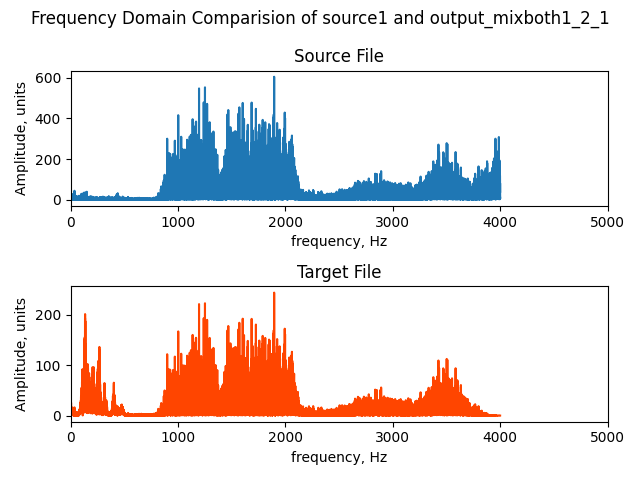 Frequency Domain Comparision of source1 and output_mixboth1_2_1
Source File
Amplitude, units
600
400
200
0
0 1000 2000 3000 4000 5000
frequency, Hz
Target File
Amplitude, units
200
100
0
0 1000 2000 3000 4000 5000
frequency, Hz